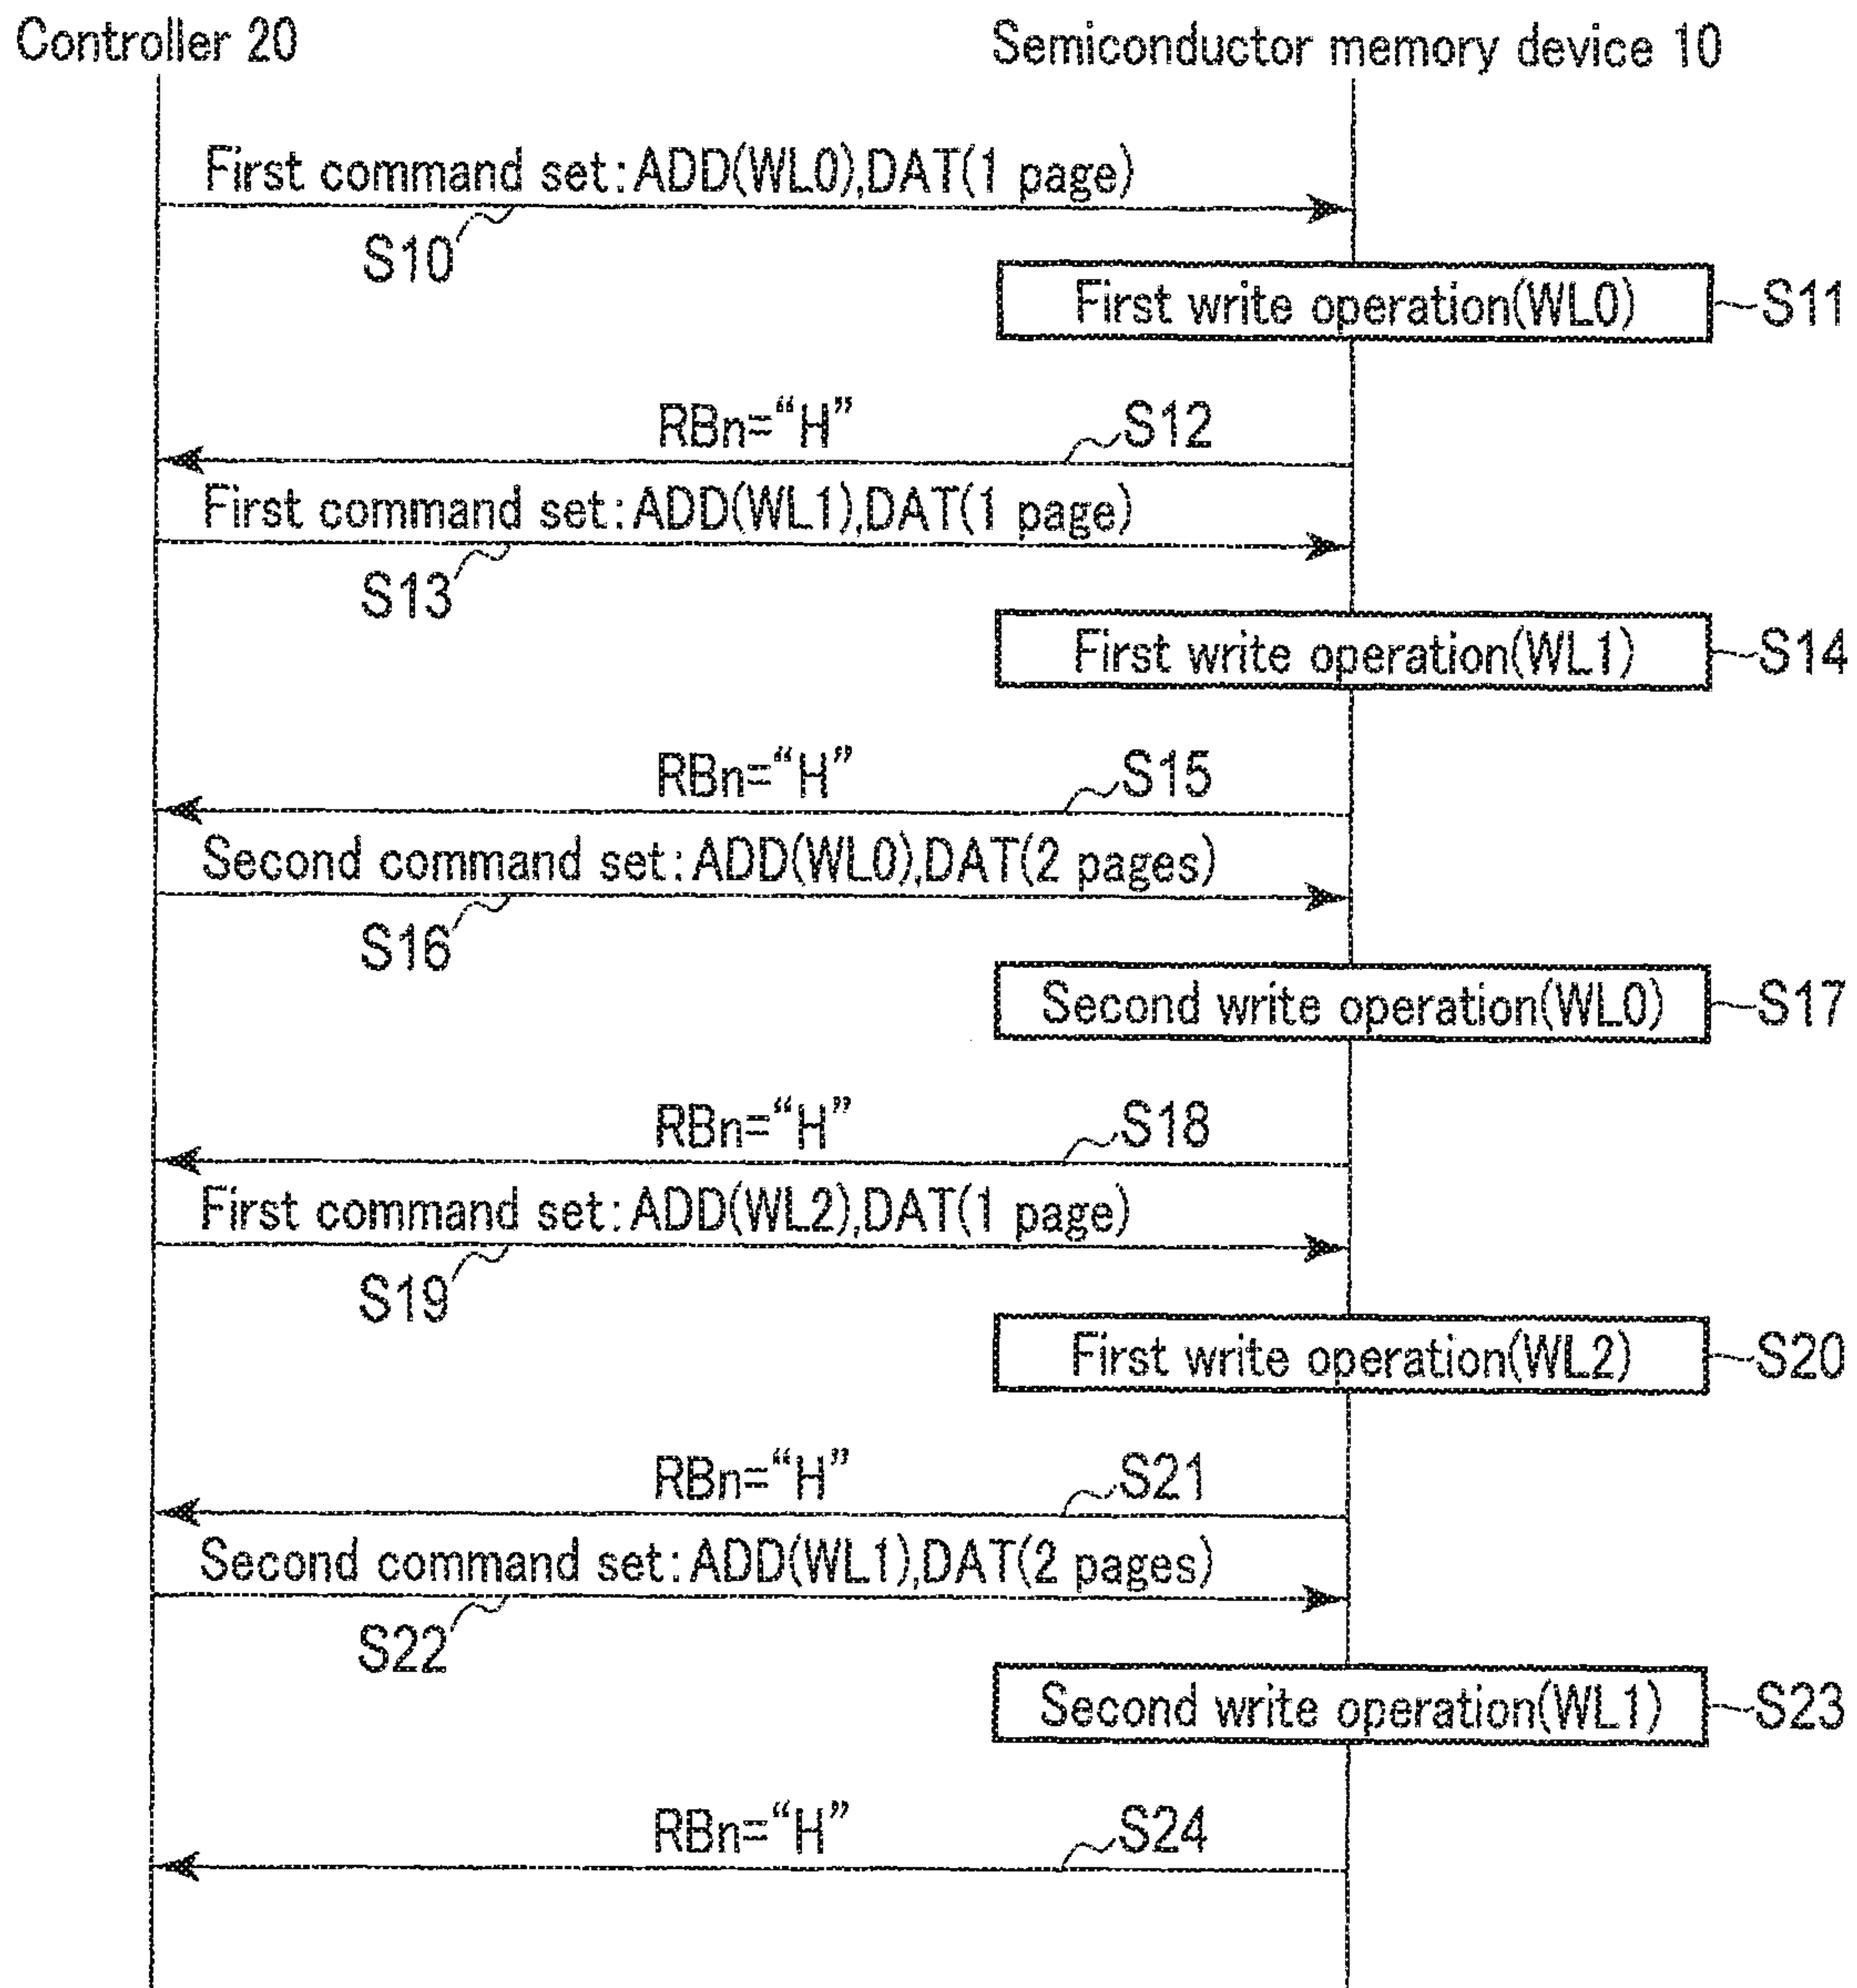 Controller 20
Semiconductor memory device 10
First command set:ADD(WL0),DAT(1 page)
S10
First write operation(WL0)
S11
RBn=“H”
S12
First command set:ADD(WL1),DAT(1 page)
S13
First write operation(WL1)
S14
RBn=“H”
S15
Second command set:ADD(WL0),DAT(2 pages)
S16
Second write operation(WL0)
S17
RBn=“H”
S18
First command set:ADD(WL2),DAT(1 page)
S19
First write operation(WL2)
S20
RBn=“H”
S21
Second command set:ADD(WL1),DAT(2 pages)
S22
Second write operation(WL1)
S23
RBn=“H”
S24